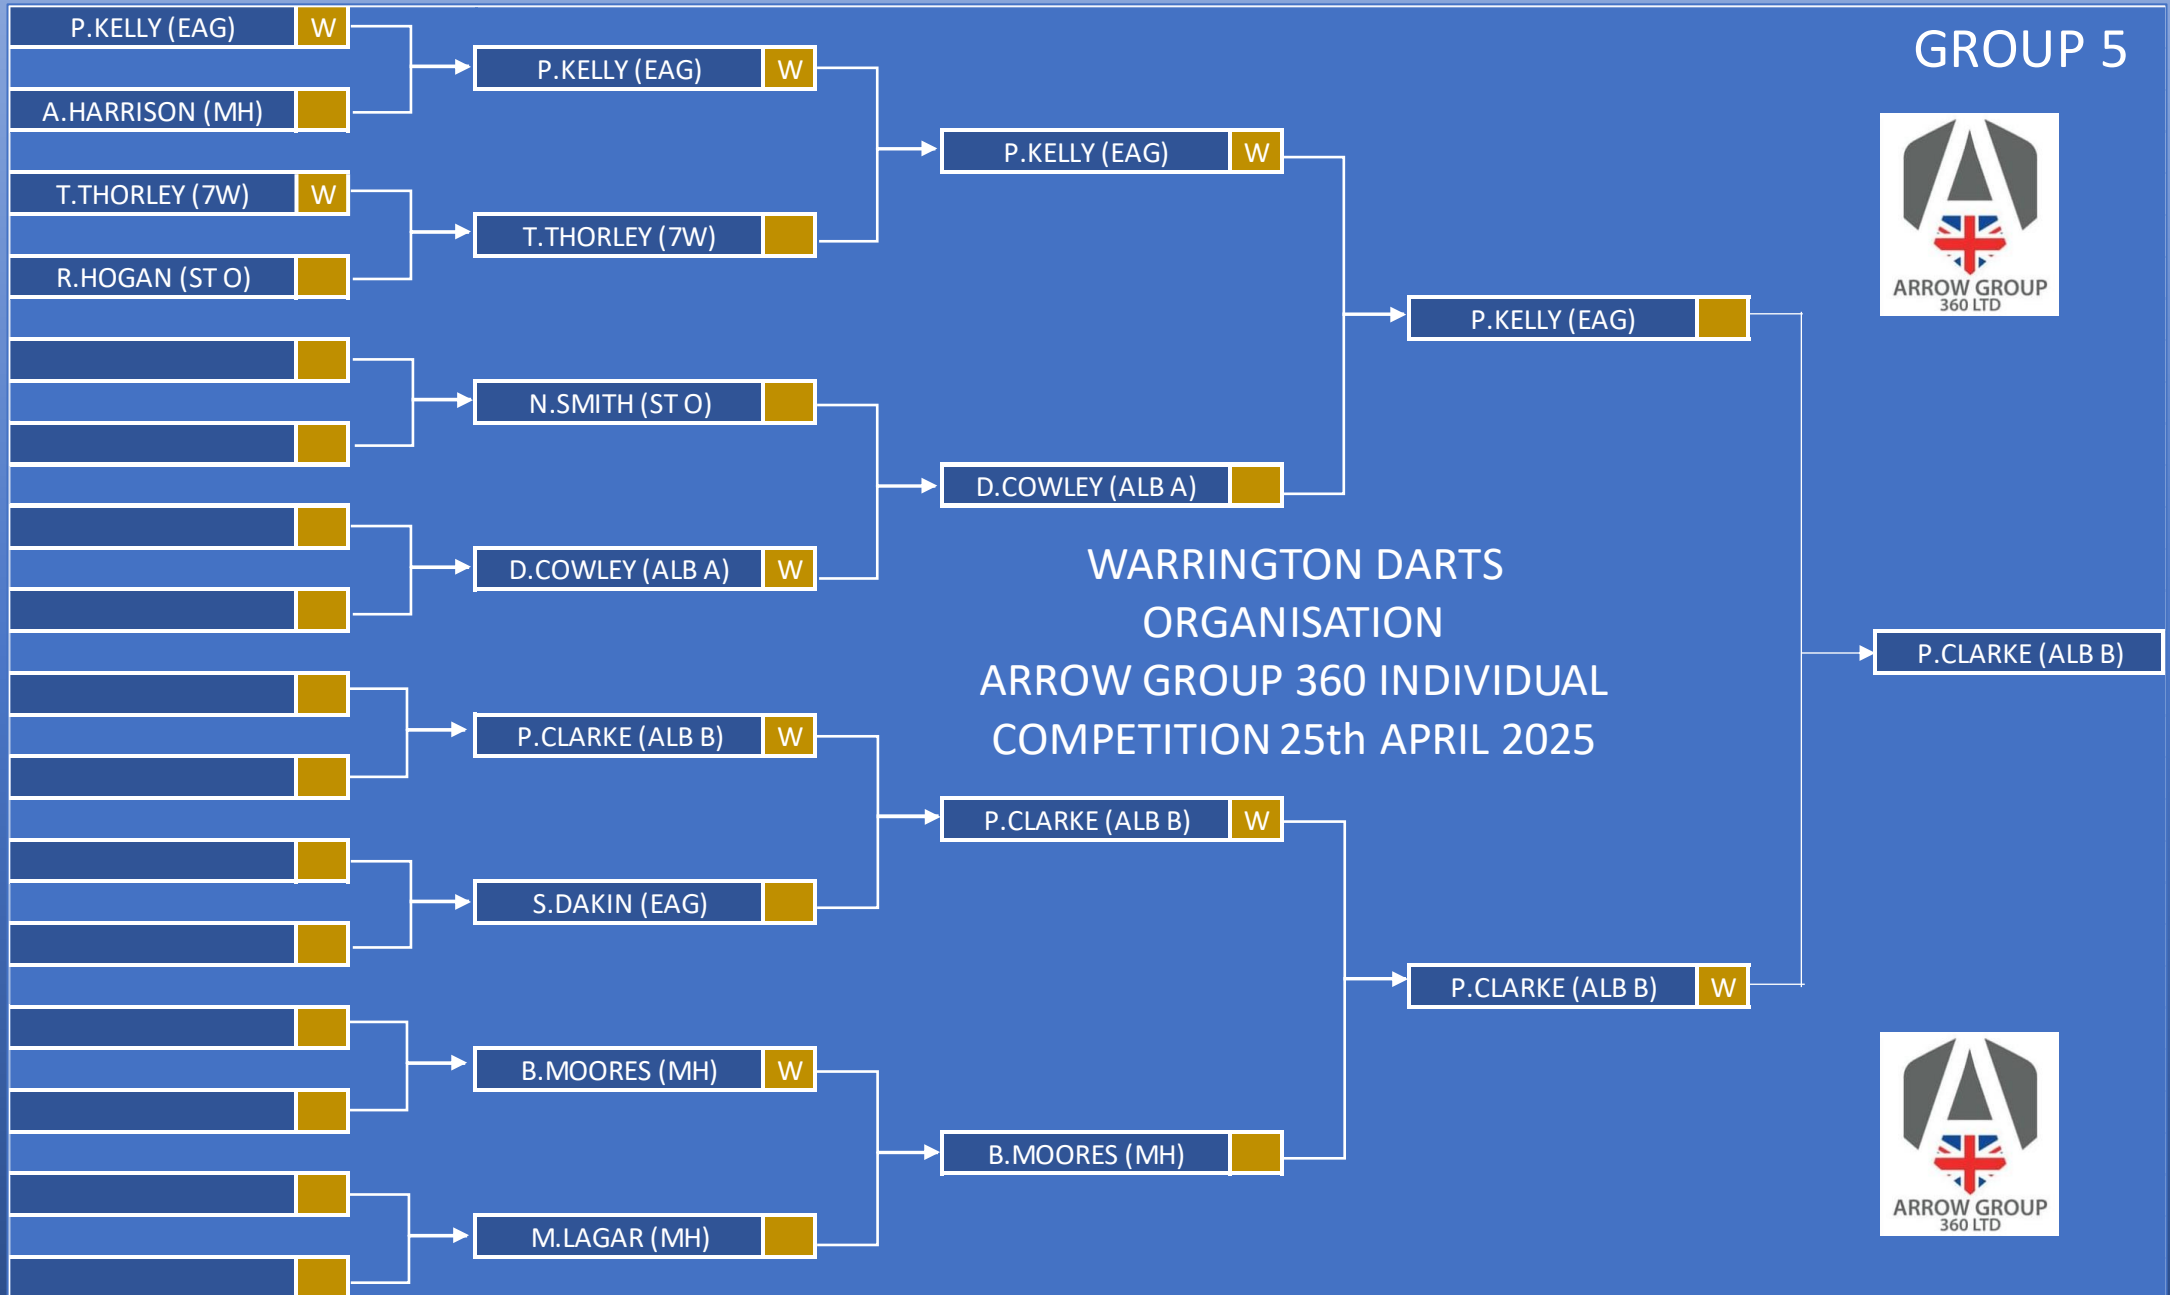 P.KELLY (EAG) W
A.HARRISON (MH)
T.THORLEY (7W) W
R.HOGAN (ST O)
P.KELLY (EAG) W
T.THORLEY (7W)
N.SMITH (ST O)
D.COWLEY (ALB A) W
P.CLARKE (ALB B) W
S.DAKIN (EAG)
B.MOORES (MH) W
M.LAGAR (MH)
P.KELLY (EAG) W
D.COWLEY (ALB A)
P.CLARKE (ALB B) W
B.MOORES (MH)
WARRINGTON DARTS
ORGANISATION
ARROW GROUP 360 INDIVIDUAL
COMPETITION 25th APRIL 2025
P.KELLY (EAG)
P.CLARKE (ALB B) W
GROUP 5
ARROW GROUP
360 LTD
P.CLARKE (ALB B)
ARROW GROUP
360 LTD